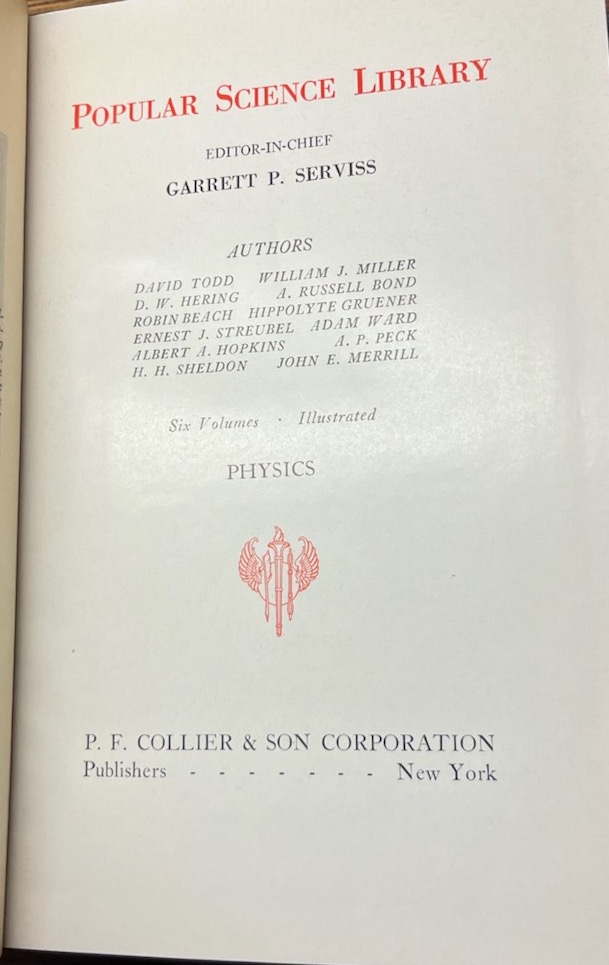 POPULAR SCIENCE LIBRARY
EDITOR-IN-CHIEF
GARRETT P. SERVISS
AUTHORS
DAVID TODD WILLIAM J. MILLER
D. W. HERING A. RUSSELL BOND
ROBIN BEACH HIPPOLYTE GRUENER
ERNEST J. STREUBEL ADAM WARD
ALBERT A. HOPKINS A. P. PECK
H. H. SHELDON JOHN E. MERRILL
Six Volumes · Illustrated
PHYSICS
P. F. COLLIER & SON CORPORATION
Publishers - - - - - - - New York